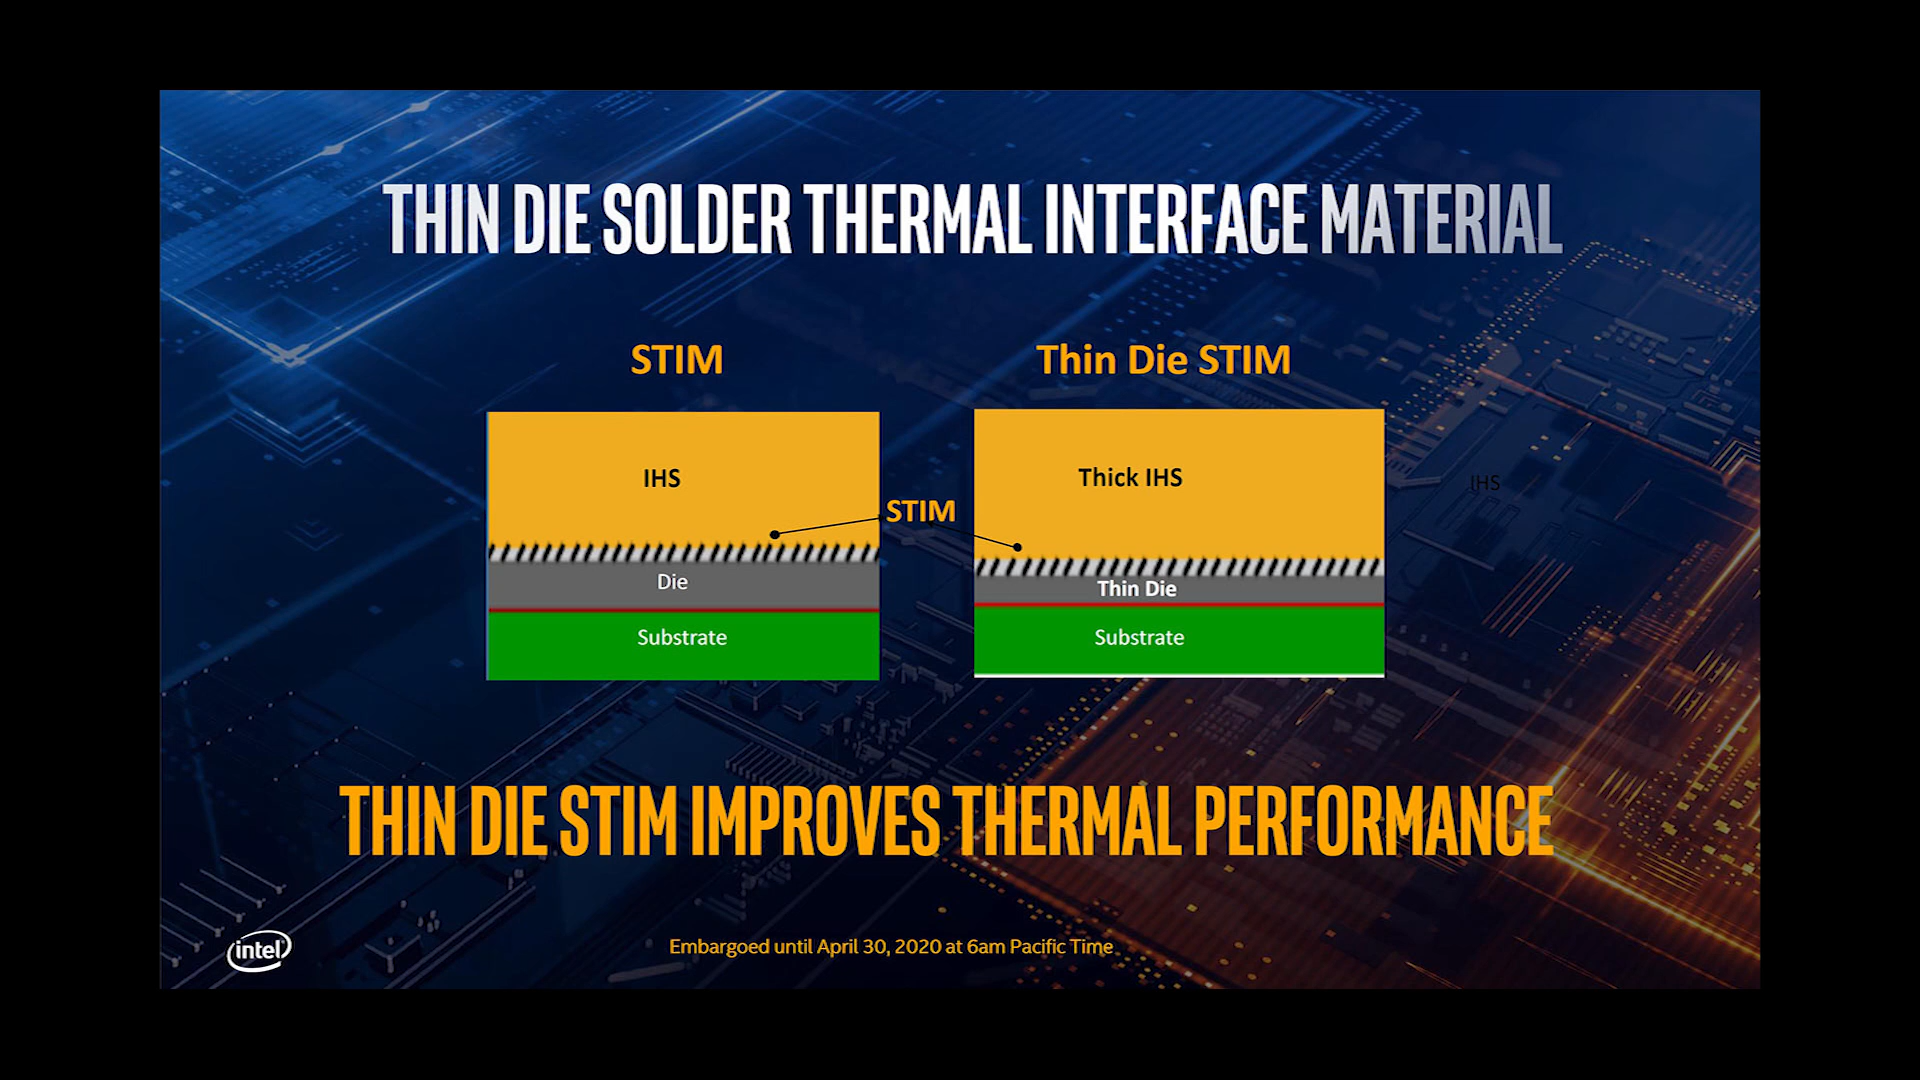 THIN DIE SOLDER THERMAL INTERFACE MATERIAL
STIM
Thin Die STIM
IHS
Thick IHS
IHS
STIM
Die
Thin Die
Substrate
Substrate
THIN DIE STIM IMPROVES THERMAL PERFORMANCE
intel
Embargoed until April 30, 2020 at 6am Pacific Time